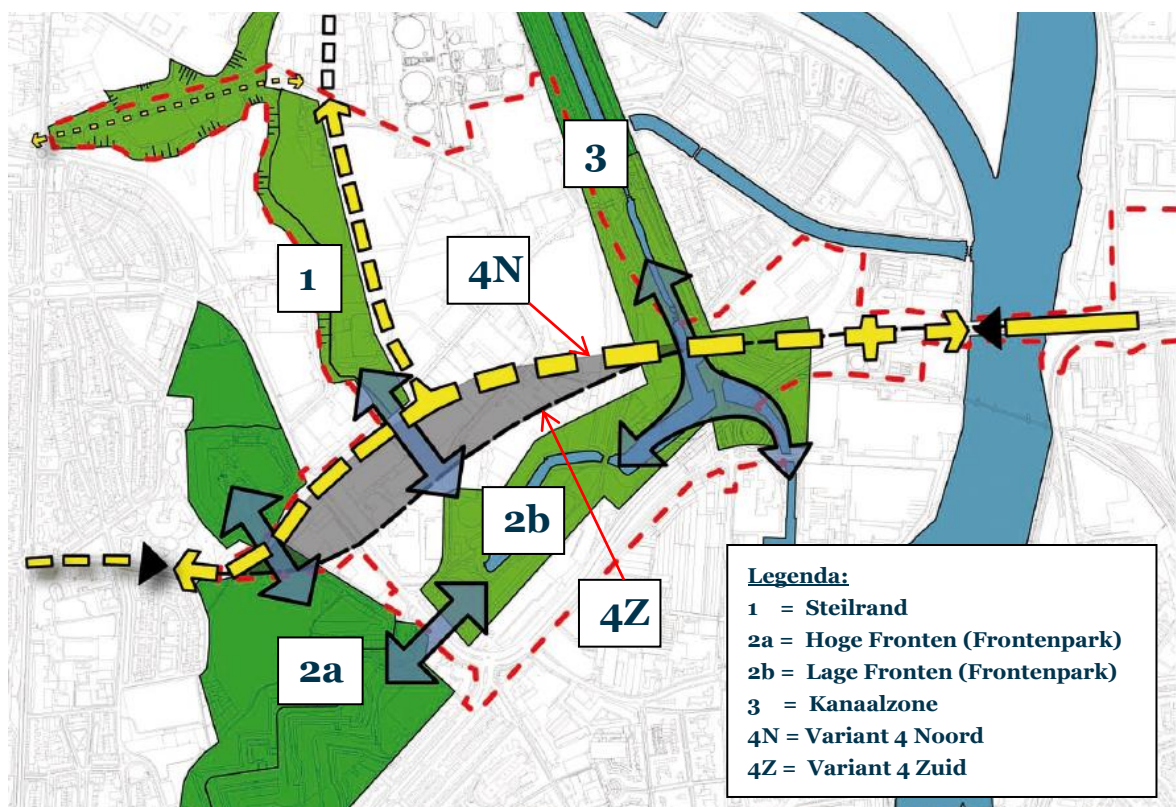 3
1
4N
2b
4Z
2a
Legenda:
1 = Steilrand
2a = Hoge Fronten (Frontenpark)
2b = Lage Fronten (Frontenpark)
3 = Kanaalzone
4N = Variant 4 Noord
4Z = Variant 4 Zuid